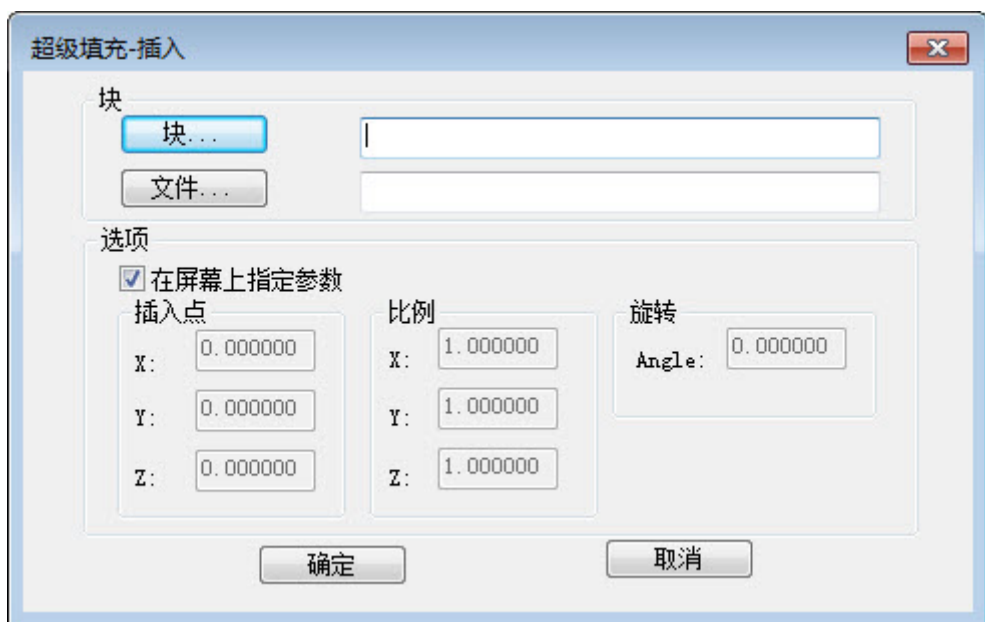 超级填充-插入
块
块...
文件...
选项
在屏幕上指定参数
插入点 比例 旋转
X: 0.000000 X: 1.000000 Angle: 0.000000
Y: 0.000000 Y: 1.000000
Z: 0.000000 Z: 1.000000
确定 取消